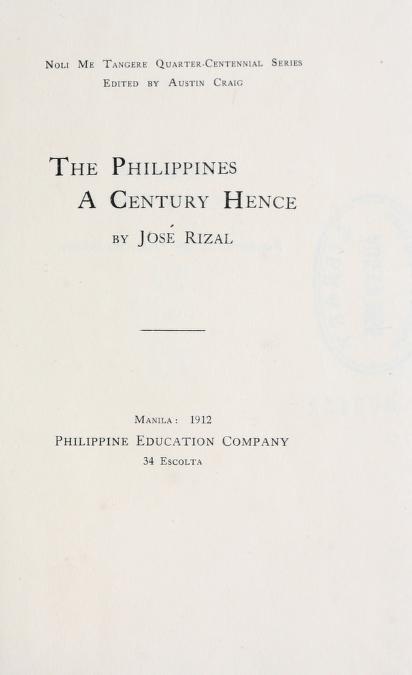 NOLI ME TANGERE QUARTER-CENTENNIAL SERIES
EDITED BY AUSTIN CRAIG
THE PHILIPPINES
A CENTURY HENCE
BY JOSÉ RIZAL
MANILA: 1912
PHILIPPINE EDUCATION COMPANY
34 ESCOLTA